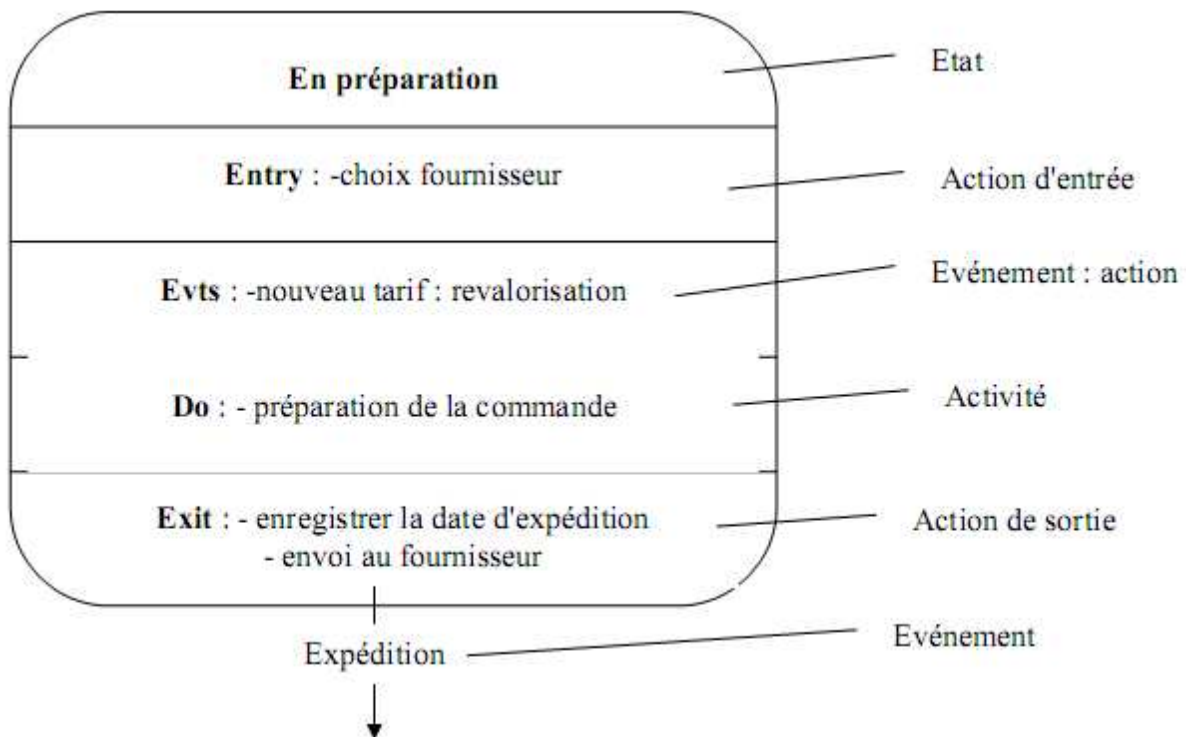 En préparation
Etat
Entry : -choix fournisseur
Action d'entrée
Evts : -nouveau tarif : revalorisation
Evénement : action
Do : - préparation de la commande
Activité
Exit : - enregistrer la date d'expédition
- envoi au fournisseur
Action de sortie
Expédition
Evénement